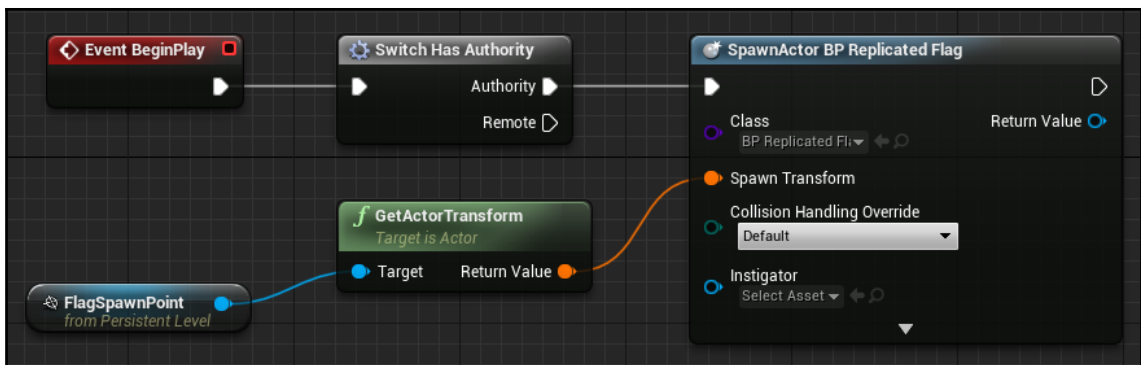 Event BeginPlay
Switch Has Authority
Authority
Remote
SpawnActor BP Replicated Flag
Class
BP Replicated Fl
Return Value
Spawn Transform
Collision Handling Override
Default
Instigator
Select Asset
f GetActorTransform
Target is Actor
Target Return Value
FlagSpawnPoint
from Persistent Level